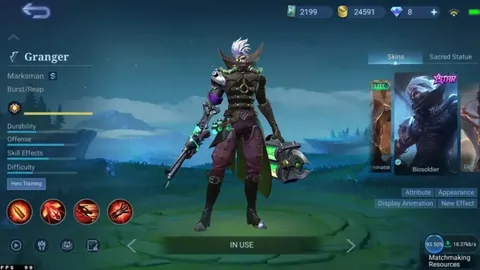 2199
24591
8
Granger
Marksman S
Burst/Reap
Durability
Offense
Skill Effects
Difficulty
Hero Training
Skins
Sacred Statue
STAR
Biosoldier
Attribute
Appearance
Display Animation
New Effect
IN USE
93.50%
18.37kb/s
Matchmaking
Resources
FPS 99